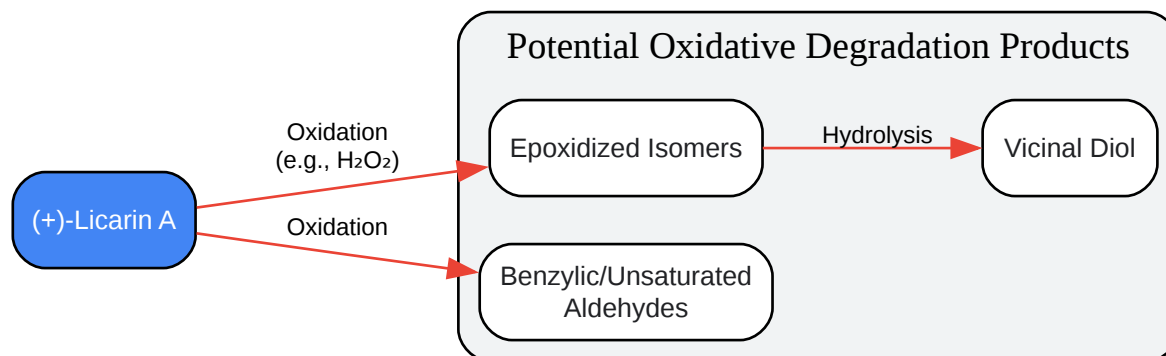 Potential Oxidative Degradation Products
Oxidation
(e.g., H₂O₂)
Epoxidized Isomers
Hydrolysis
Vicinal Diol
(+)-Licarin A
Oxidation
Benzylic/Unsaturated
Aldehydes